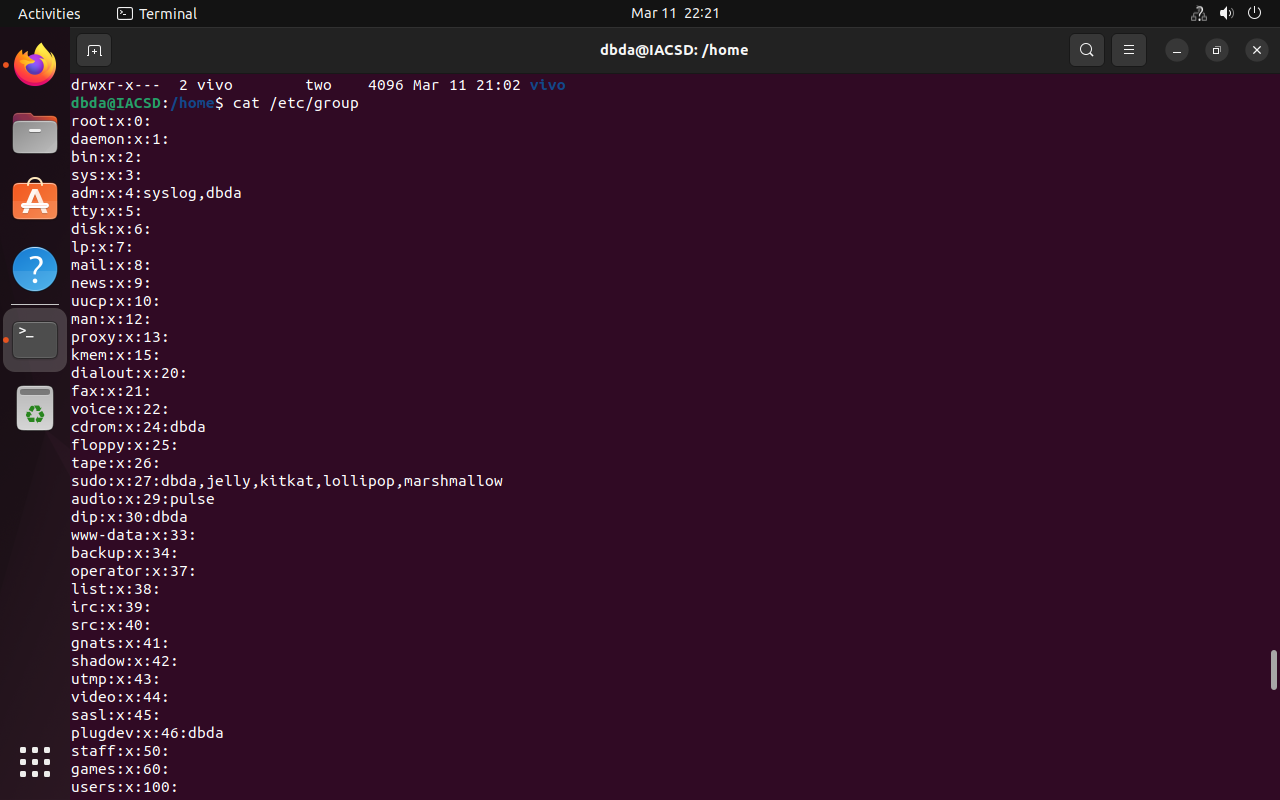 Activities
Terminal
Mar 11 22:21
dbda@IACSD: /home
drwxr-x---  2 vivo        two    4096 Mar 11 21:02 vivo
dbda@IACSD:/home$ cat /etc/group
root:x:0:
daemon:x:1:
bin:x:2:
sys:x:3:
adm:x:4:syslog,dbda
tty:x:5:
disk:x:6:
lp:x:7:
mail:x:8:
news:x:9:
uucp:x:10:
man:x:12:
proxy:x:13:
kmem:x:15:
dialout:x:20:
fax:x:21:
voice:x:22:
cdrom:x:24:dbda
floppy:x:25:
tape:x:26:
sudo:x:27:dbda,jelly,kitkat,lollipop,marshmallow
audio:x:29:pulse
dip:x:30:dbda
www-data:x:33:
backup:x:34:
operator:x:37:
list:x:38:
irc:x:39:
src:x:40:
gnats:x:41:
shadow:x:42:
utmp:x:43:
video:x:44:
sasl:x:45:
plugdev:x:46:dbda
staff:x:50:
games:x:60:
users:x:100: